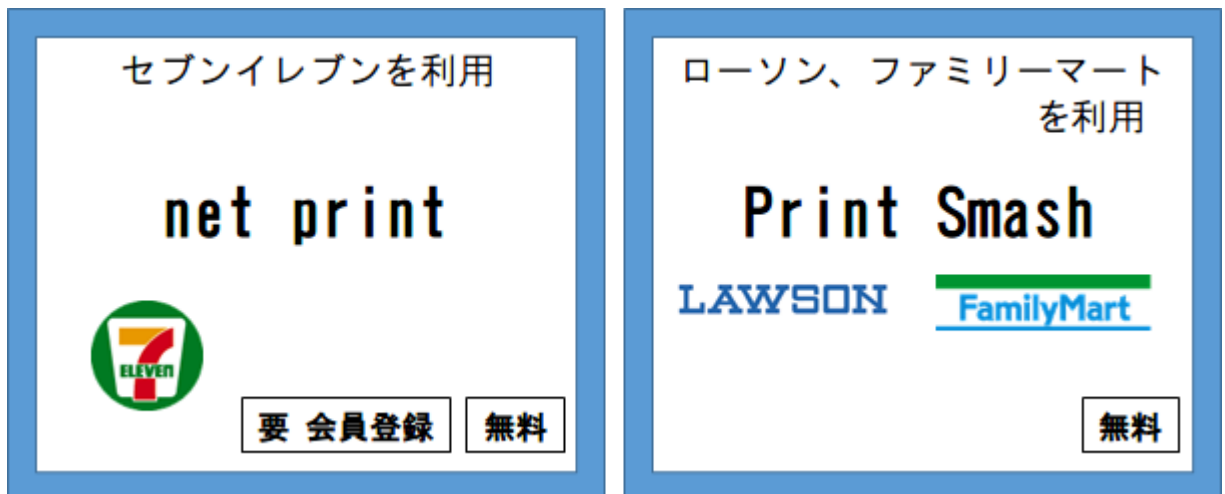 セブンイレブンを利用
net print
7
ELEVEN
要 会員登録
無料
ローソン、ファミリーマート
を利用
Print Smash
LAWSON
FamilyMart
無料